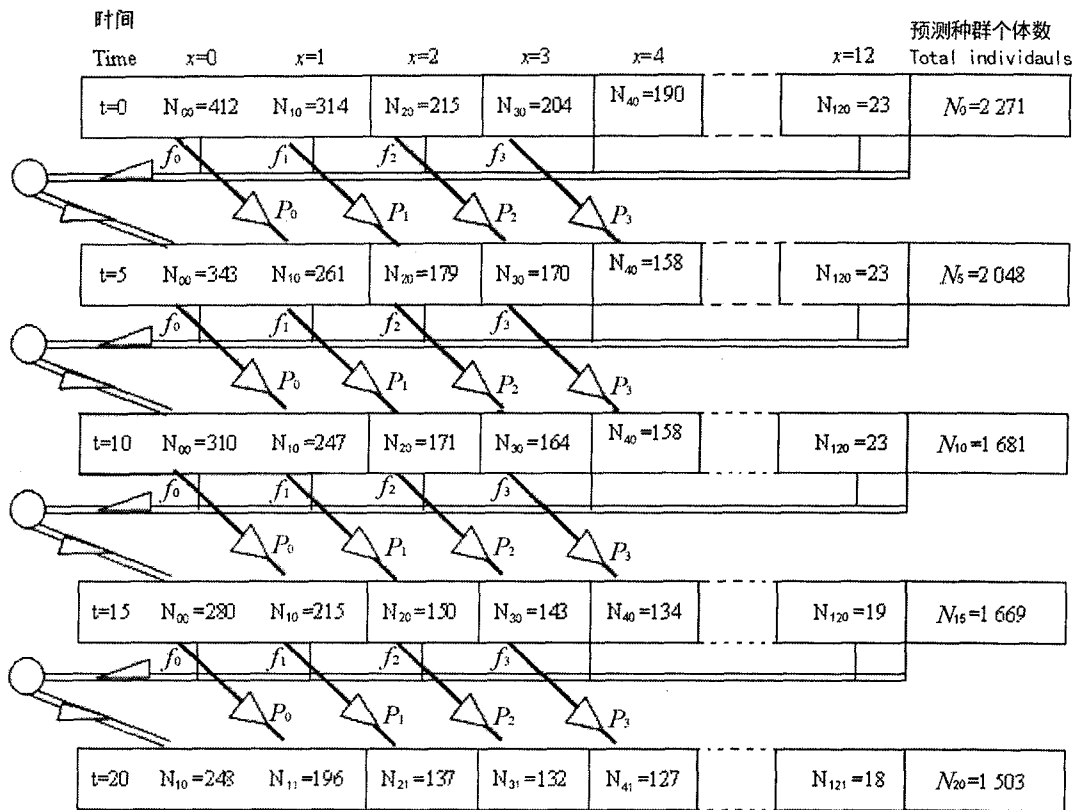 时间
预测种群个体数
Time x=0 x=1 x=2 x=3 x=4 x=12 Total individauls
t=0 N₀₀=412 N₁₀=314 N₂₀=215 N₃₀=204 N₄₀=190 N₁₂₀=23 N₀=2 271
f₀ f₁ f₂ f₃
P₀ P₁ P₂ P₃
t=5 N₀₀=343 N₁₀=261 N₂₀=179 N₃₀=170 N₄₀=158 N₁₂₀=23 N₅=2 048
f₀ f₁ f₂ f₃
P₀ P₁ P₂ P₃
t=10 N₀₀=310 N₁₀=247 N₂₀=171 N₃₀=164 N₄₀=158 N₁₂₀=23 N₁₀=1 681
f₀ f₁ f₂ f₃
P₀ P₁ P₂ P₃
t=15 N₀₀=280 N₁₀=215 N₂₀=150 N₃₀=143 N₄₀=134 N₁₂₀=19 N₁₅=1 669
f₀ f₁ f₂ f₃
P₀ P₁ P₂ P₃
t=20 N₁₀=248 N₁₁=196 N₂₁=137 N₃₁=132 N₄₁=127 N₁₂₁=18 N₂₀=1 503